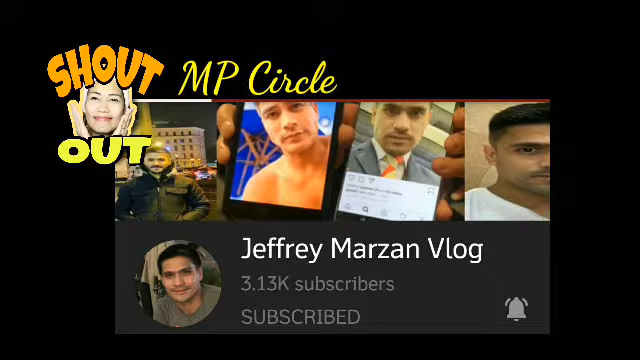 SHOUT
OUT
MP Circle
Jeffrey Marzan Vlog
3.13K subscribers
SUBSCRIBED